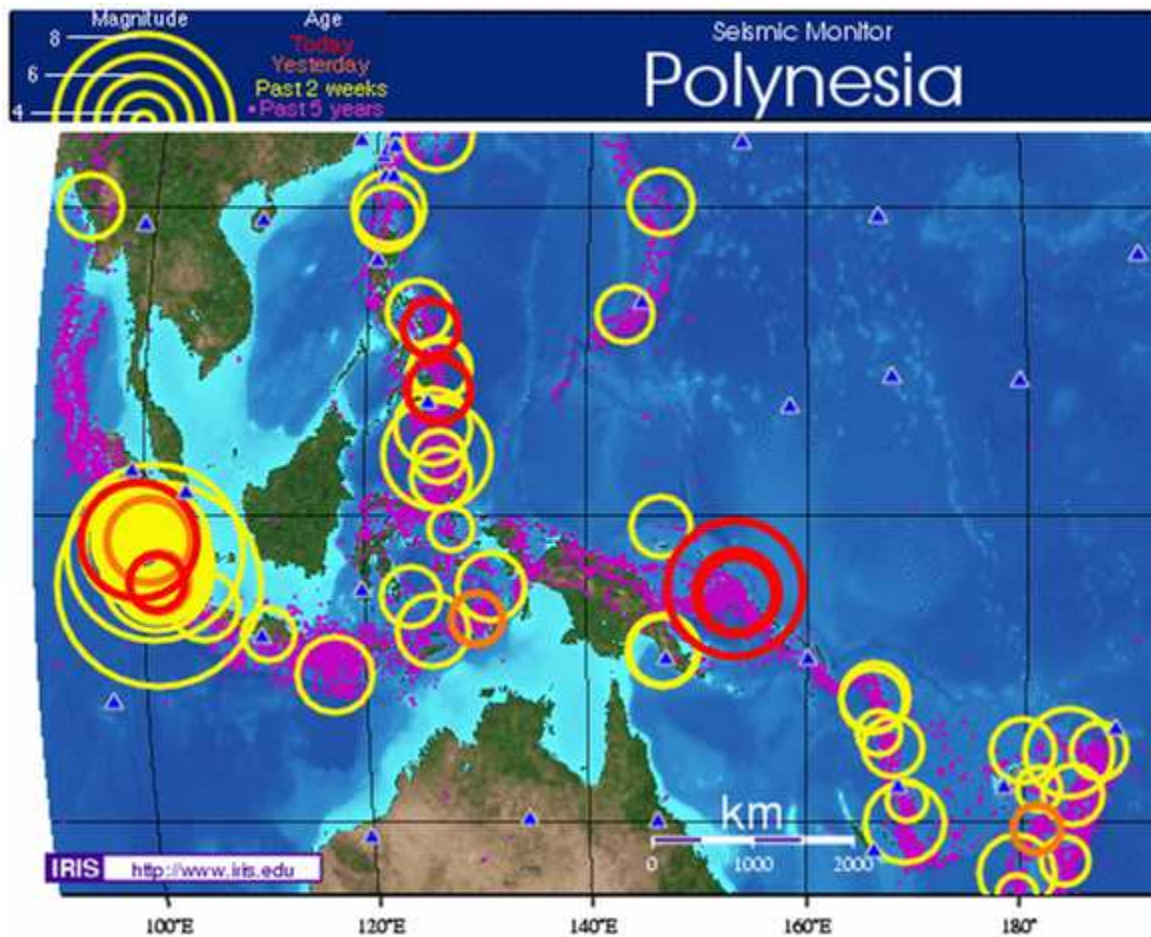 Magnitude
8
6
4
Age
Today
Yesterday
Past 2 weeks
•Past 5 years
Seismic Monitor
Polynesia
km
0 1000 2000
IRIS http://www.iris.edu
100°E 120°E 140°E 160°E 180°